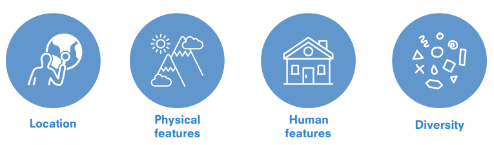 Location
Physical
features
Human
features
Diversity